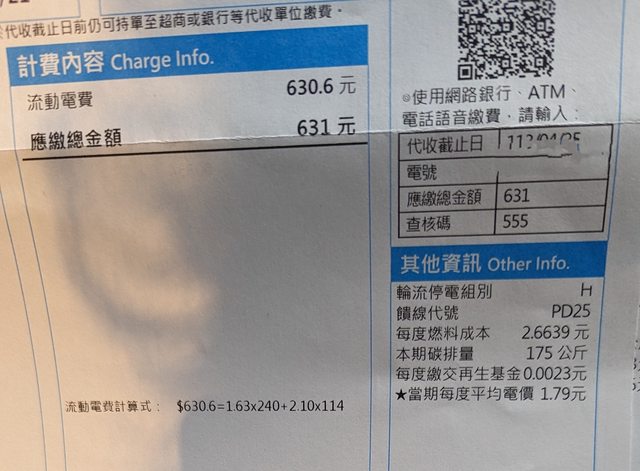 代收截止日前仍可持單至超商或銀行等代收單位繳費。
計費內容 Charge Info.
流動電費 630.6 元
應繳總金額 631 元
流動電費計算式： $630.6=1.63x240+2.10x114
⊙使用網路銀行、ATM、
電話語音繳費，請輸入：
代收截止日
電號
應繳總金額 631
查核碼 555
其他資訊 Other Info.
輪流停電組別 H
饋線代號 PD25
每度燃料成本 2.6639 元
本期碳排量 175 公斤
每度繳交再生基金 0.0023元
★當期每度平均電價 1.79元